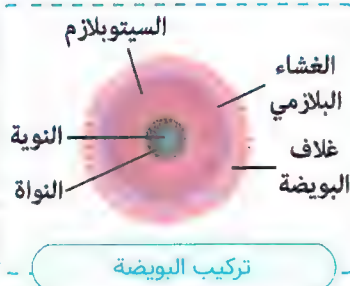 السيتوبلازم
الغشاء
البلازمي
النوية
غلاف
البويضة
النواة
تركيب البويضة